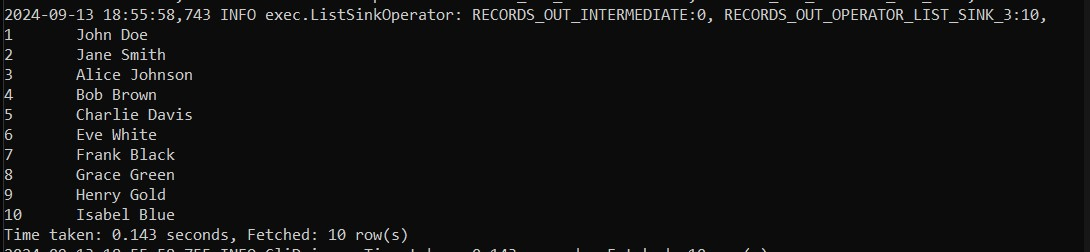 2024-09-13 18:55:58,743 INFO exec.ListSinkOperator: RECORDS_OUT_INTERMEDIATE:0, RECORDS_OUT_OPERATOR_LIST_SINK_3:10,
1 John Doe
2 Jane Smith
3 Alice Johnson
4 Bob Brown
5 Charlie Davis
6 Eve White
7 Frank Black
8 Grace Green
9 Henry Gold
10 Isabel Blue
Time taken: 0.143 seconds, Fetched: 10 row(s)